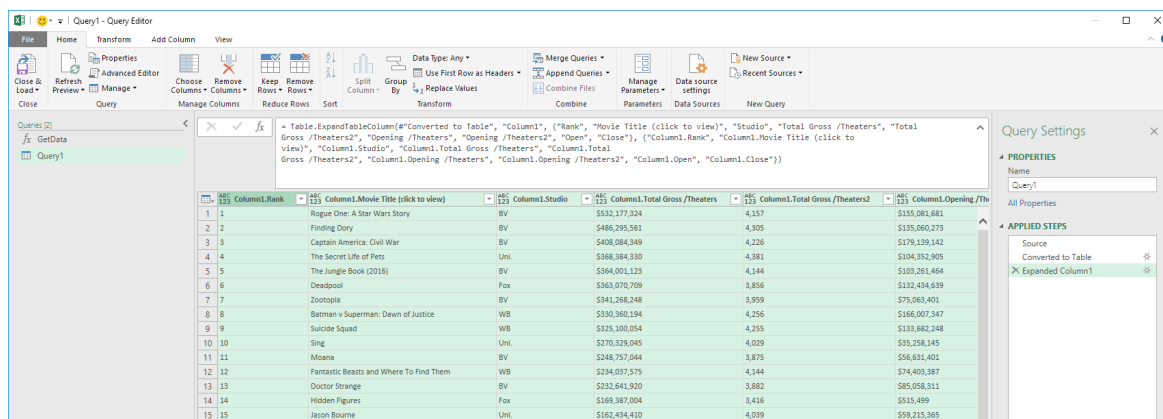 Query1 - Query Editor
File Home Transform Add Column View
Close & Load
Refresh Preview
Properties
Advanced Editor
Manage
Choose Columns
Remove Columns
Keep Rows
Remove Rows
Split Column
Group By
Data Type: Any
Use First Row as Headers
Replace Values
Merge Queries
Append Queries
Combine Files
Manage Parameters
Data source settings
New Source
Recent Sources
Close Query Manage Columns Reduce Rows Sort Transform Combine Parameters Data Sources New Query
Queries [2]
fx GetData
Query1
fx
= Table.ExpandTableColumn(#"Converted to Table", "Column1", {"Rank", "Movie Title (click to view)", "Studio", "Total Gross /Theaters", "Total
Gross /Theaters2", "Opening /Theaters", "Opening /Theaters2", "Open", "Close"}, {"Column1.Rank", "Column1.Movie Title (click to
view)", "Column1.Studio", "Column1.Total Gross /Theaters", "Column1.Total
Gross /Theaters2", "Column1.Opening /Theaters", "Column1.Opening /Theaters2", "Column1.Open", "Column1.Close"})
ABC 123 Column1.Rank ABC 123 Column1.Movie Title (click to view) ABC 123 Column1.Studio ABC 123 Column1.Total Gross /Theaters ABC 123 Column1.Total Gross /Theaters2 ABC 123 Column1.Opening /The
1 1 Rogue One: A Star Wars Story BV $532,177,324 4,157 $155,081,681
2 2 Finding Dory BV $486,295,561 4,305 $135,060,273
3 3 Captain America: Civil War BV $408,084,349 4,226 $179,139,142
4 4 The Secret Life of Pets Uni. $368,384,330 4,381 $104,352,905
5 5 The Jungle Book (2016) BV $364,001,123 4,144 $103,261,464
6 6 Deadpool Fox $363,070,709 3,856 $132,434,639
7 7 Zootopia BV $341,268,248 3,959 $75,063,401
8 8 Batman v Superman: Dawn of Justice WB $330,360,194 4,256 $166,007,347
9 9 Suicide Squad WB $325,100,054 4,255 $133,682,248
10 10 Sing Uni. $270,329,045 4,029 $35,258,145
11 11 Moana BV $248,757,044 3,875 $56,631,401
12 12 Fantastic Beasts and Where To Find Them WB $234,037,575 4,144 $74,403,387
13 13 Doctor Strange BV $232,641,920 3,882 $85,058,311
14 14 Hidden Figures Fox $169,387,004 3,416 $515,499
15 15 Jason Bourne Uni. $162,434,410 4,039 $59,215,365
Query Settings
PROPERTIES
Name
Query1
All Properties
APPLIED STEPS
Source
Converted to Table
Expanded Column1